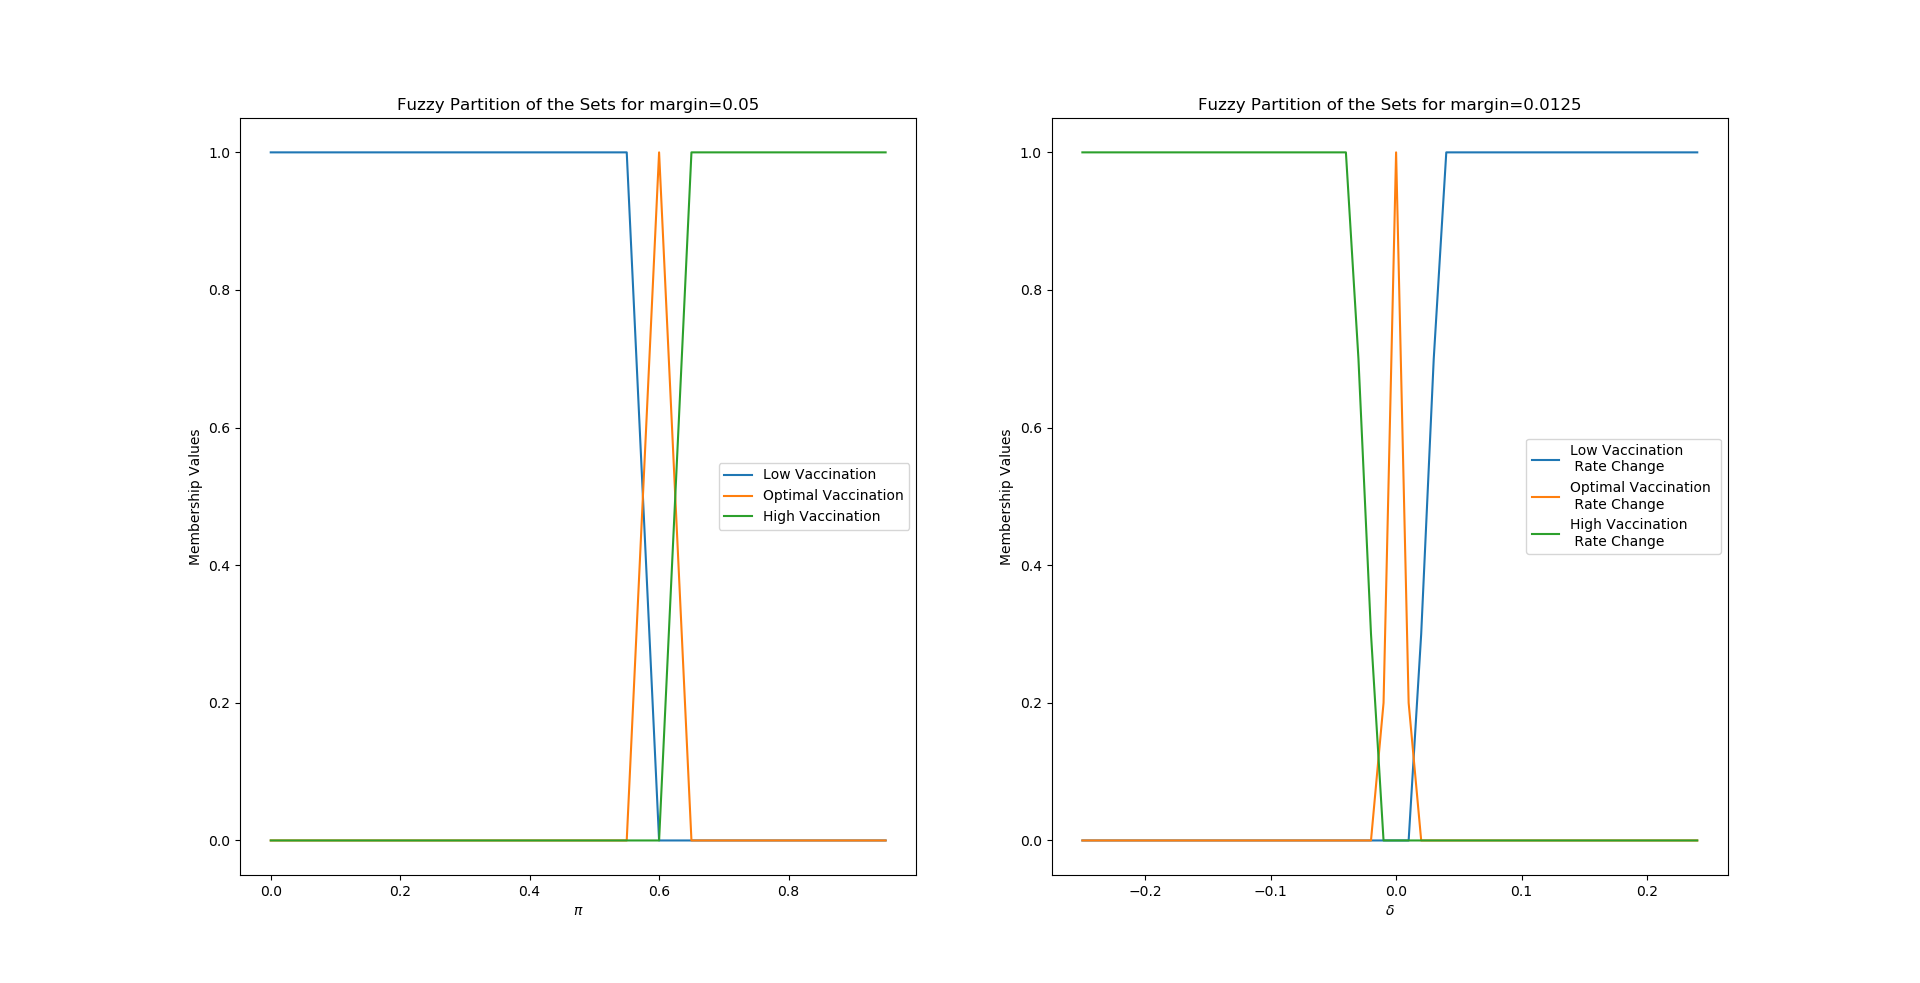 Fuzzy Partition of the Sets for margin=0.05
1.0
0.8
0.6
0.4
0.2
0.0
Membership Values
Low Vaccination
Optimal Vaccination
High Vaccination
0.0 0.2 0.4 0.6 0.8
π
Fuzzy Partition of the Sets for margin=0.0125
1.0
0.8
0.6
0.4
0.2
0.0
Membership Values
Low Vaccination
Rate Change
Optimal Vaccination
Rate Change
High Vaccination
Rate Change
−0.2 −0.1 0.0 0.1 0.2
δ